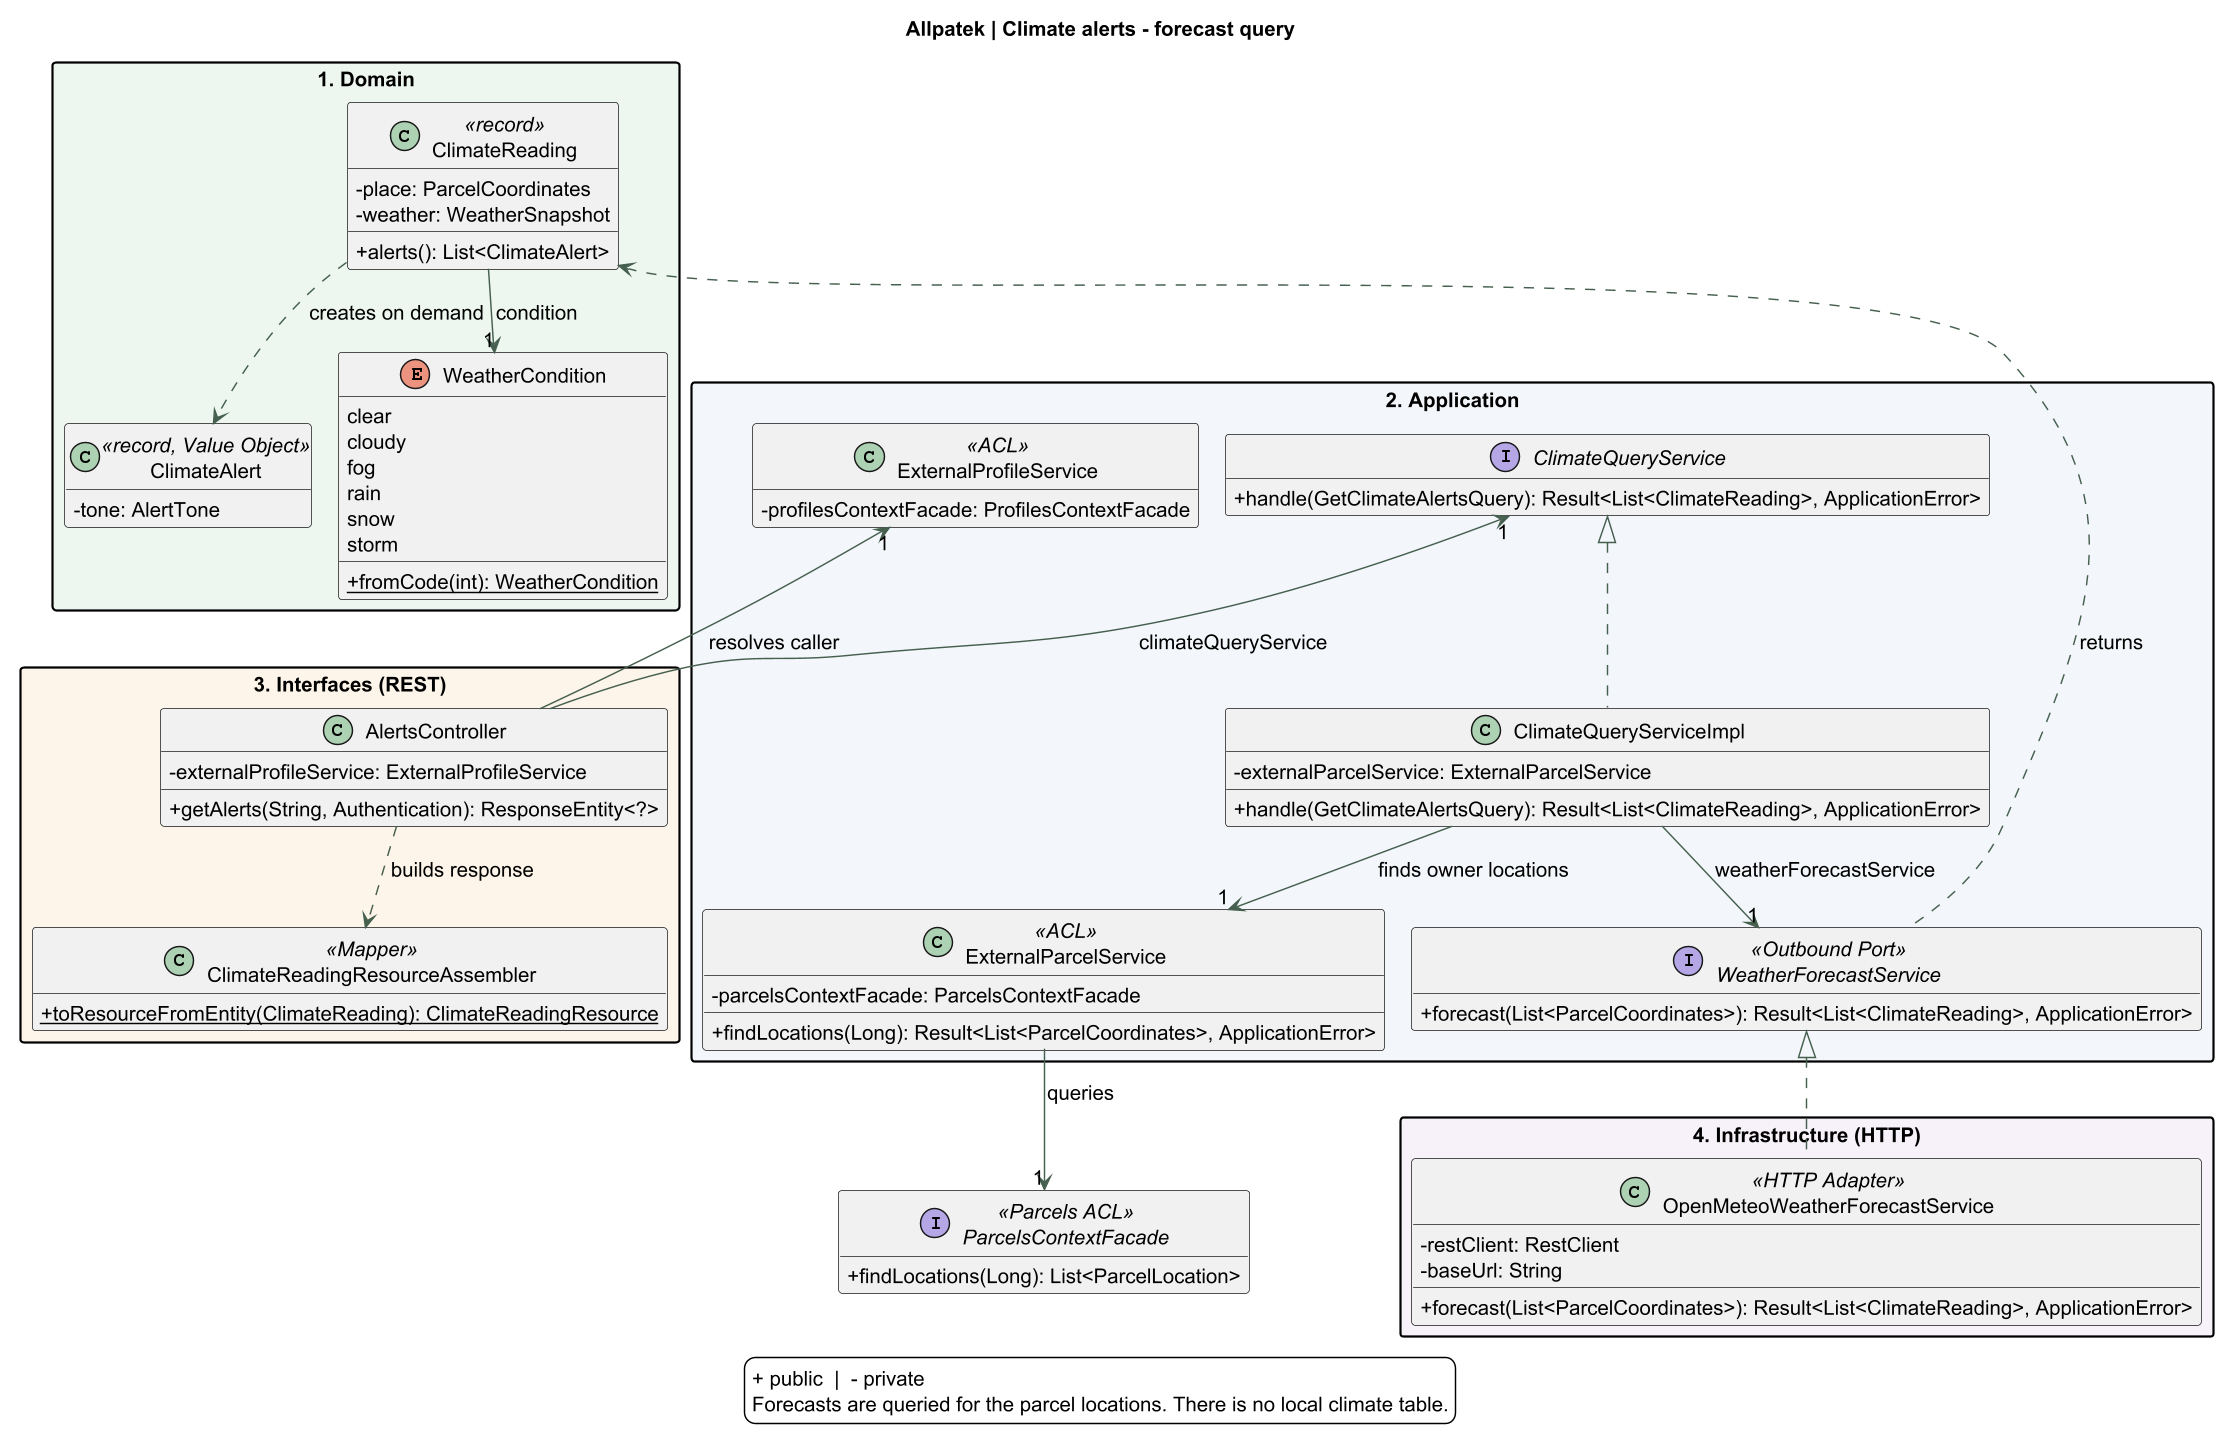 Allpatek | Climate alerts - forecast query
1. Domain
C
«record»
ClimateReading
-place: ParcelCoordinates
-weather: WeatherSnapshot
+alerts(): List<ClimateAlert>
creates on demand
condition
1
E
WeatherCondition
clear
cloudy
fog
rain
snow
storm
+fromCode(int): WeatherCondition
C
«record, Value Object»
ClimateAlert
-tone: AlertTone
2. Application
C
«ACL»
ExternalProfileService
-profilesContextFacade: ProfilesContextFacade
1
I
ClimateQueryService
+handle(GetClimateAlertsQuery): Result<List<ClimateReading>, ApplicationError>
1
resolves caller
climateQueryService
returns
3. Interfaces (REST)
C
AlertsController
-externalProfileService: ExternalProfileService
+getAlerts(String, Authentication): ResponseEntity<?>
builds response
C
«Mapper»
ClimateReadingResourceAssembler
+toResourceFromEntity(ClimateReading): ClimateReadingResource
C
ClimateQueryServiceImpl
-externalParcelService: ExternalParcelService
+handle(GetClimateAlertsQuery): Result<List<ClimateReading>, ApplicationError>
finds owner locations
weatherForecastService
1
1
C
«ACL»
ExternalParcelService
-parcelsContextFacade: ParcelsContextFacade
+findLocations(Long): Result<List<ParcelCoordinates>, ApplicationError>
I
«Outbound Port»
WeatherForecastService
+forecast(List<ParcelCoordinates>): Result<List<ClimateReading>, ApplicationError>
queries
1
I
«Parcels ACL»
ParcelsContextFacade
+findLocations(Long): List<ParcelLocation>
4. Infrastructure (HTTP)
C
«HTTP Adapter»
OpenMeteoWeatherForecastService
-restClient: RestClient
-baseUrl: String
+forecast(List<ParcelCoordinates>): Result<List<ClimateReading>, ApplicationError>
+ public | - private
Forecasts are queried for the parcel locations. There is no local climate table.